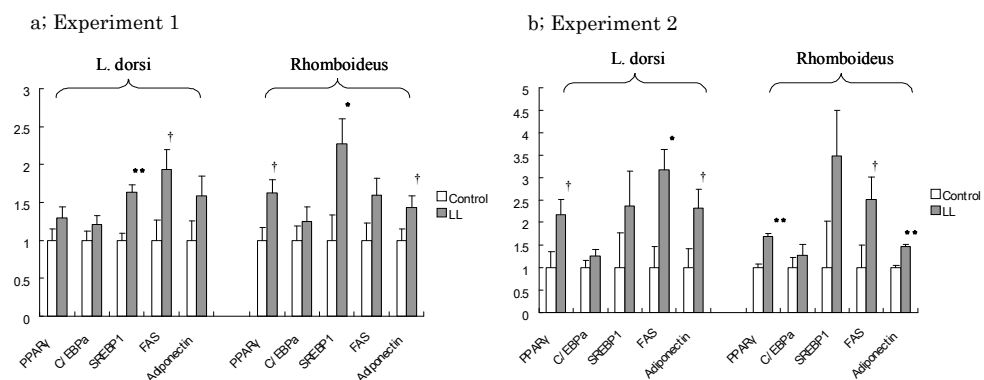 a; Experiment 1
L. dorsi
Rhomboideus
3
2.5
2
1.5
1
0.5
0
**
†
†
*
†
Control
LL
PPARγ
C/EBPa
SREBP1
FAS
Adiponectin
PPARγ
C/EBPa
SREBP1
FAS
Adiponectin
b; Experiment 2
L. dorsi
Rhomboideus
5
4.5
4
3.5
3
2.5
2
1.5
1
0.5
0
†
*
†
**
†
**
Control
LL
PPARγ
C/EBPa
SREBP1
FAS
Adiponectin
PPARγ
C/EBPa
SREBP1
FAS
Adiponectin